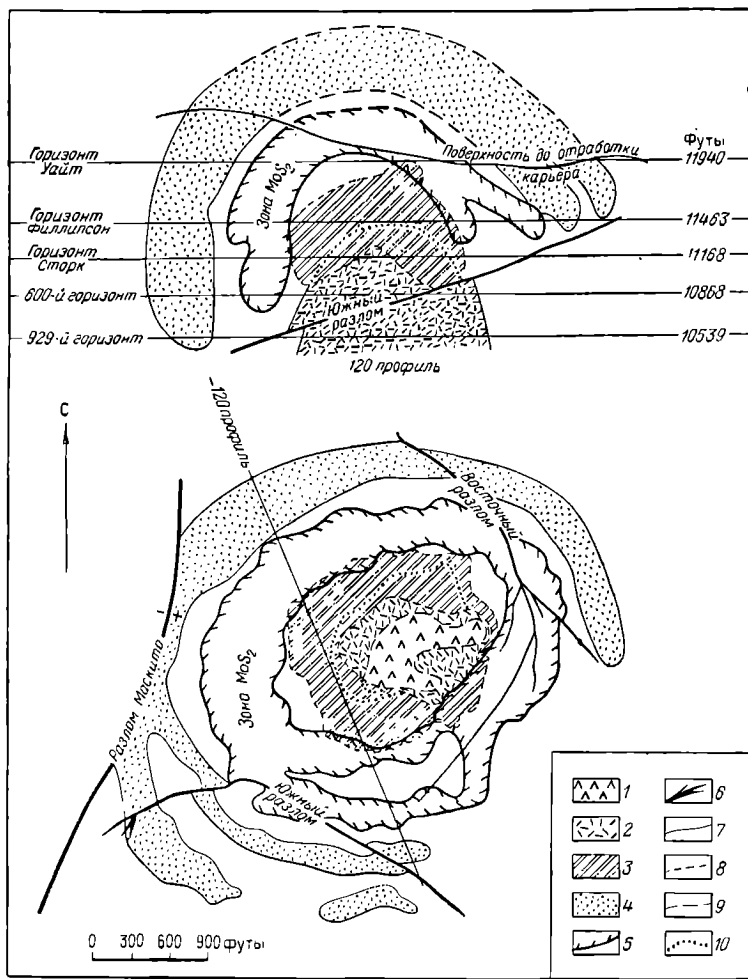 Футы
Горизонт
Уайт
Поверхность до отработки
карьера
11940
Зона MoS₂
Горизонт
Филлипсон
11463
Горизонт
Сторк
11168
600-й горизонт
10868
Южный
разлом
929-й горизонт
10539
120 профиль
С
-120 профиль
Восточный
разлом
- +
Разлом Москито
Зона MoS₂
Южный
разлом
0 300 600 900 футы
1
2
3
4
5
6
7
8
9
10